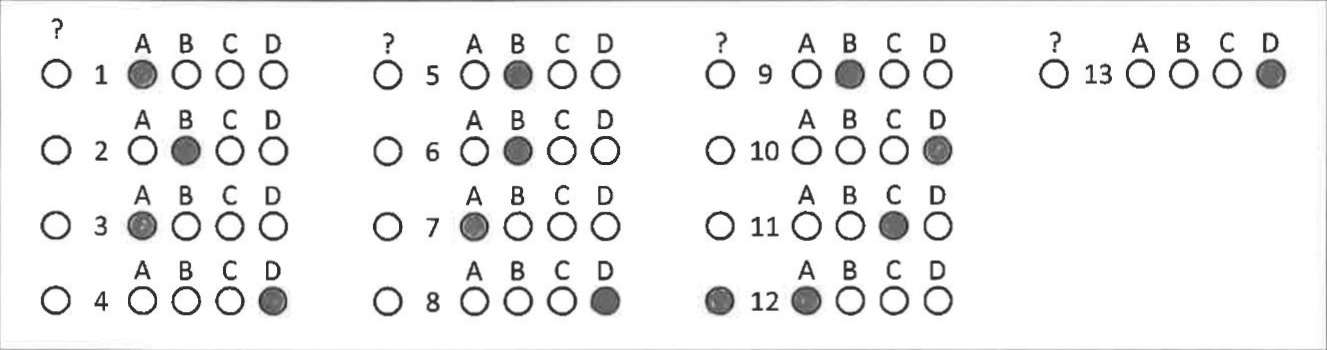 ?
A B C D ? A B C D ? A B C D ? A B C D
1 5 9 13
A B C D A B C D A B C D
2 6 10
A B C D A B C D A B C D
3 7 11
A B C D A B C D A B C D
4 8 12